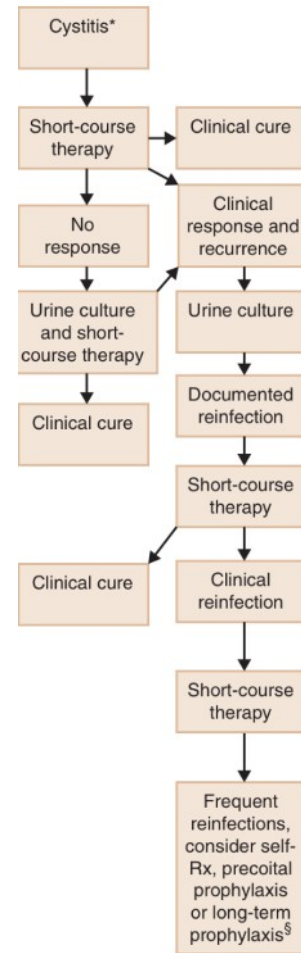 Cystitis*
Short-course
therapy
Clinical cure
No
response
Clinical
response and
recurrence
Urine culture
and short-
course therapy
Urine culture
Clinical cure
Documented
reinfection
Short-course
therapy
Clinical cure
Clinical
reinfection
Short-course
therapy
Frequent
reinfections,
consider self-
Rx, precoital
prophylaxis
or long-term
prophylaxis§